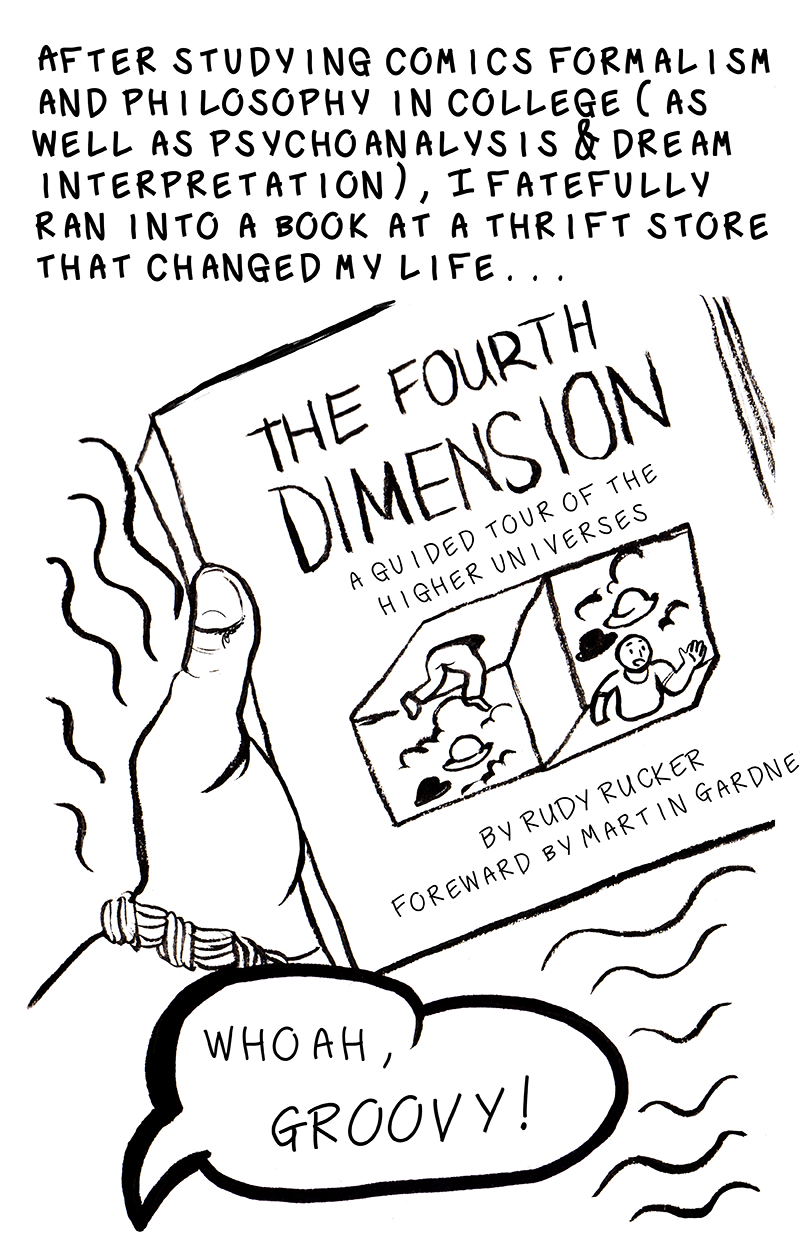 AFTER STUDYING COMICS FORMALISM
AND PHILOSOPHY IN COLLEGE (AS
WELL AS PSYCHOANALYSIS & DREAM
INTERPRETATION), I FATEFULLY
RAN INTO A BOOK AT A THRIFT STORE
THAT CHANGED MY LIFE...
THE FOURTH
DIMENSION
A GUIDED TOUR OF THE
HIGHER UNIVERSES
BY RUDY RUCKER
FOREWARD BY MARTIN GARDNE
WHOAH,
GROOVY!